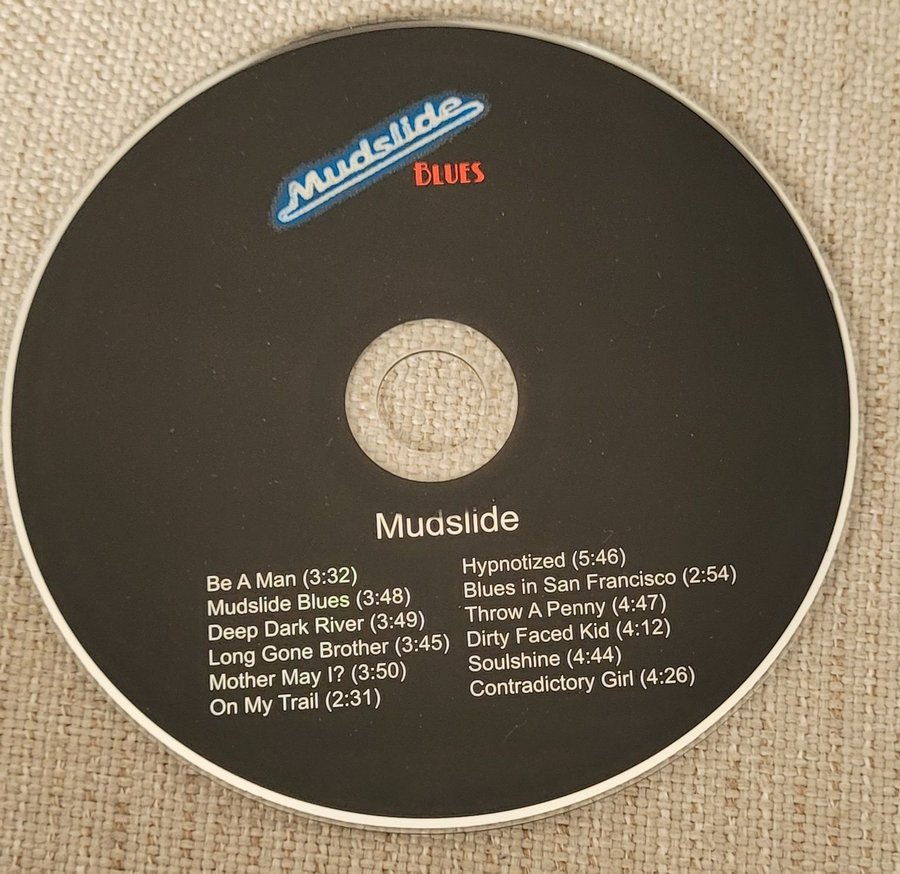 Mudslide
BLUES
Mudslide
Be A Man (3:32)
Mudslide Blues (3:48)
Deep Dark River (3:49)
Long Gone Brother (3:45)
Mother May I? (3:50)
On My Trail (2:31)
Hypnotized (5:46)
Blues in San Francisco (2:54)
Throw A Penny (4:47)
Dirty Faced Kid (4:12)
Soulshine (4:44)
Contradictory Girl (4:26)